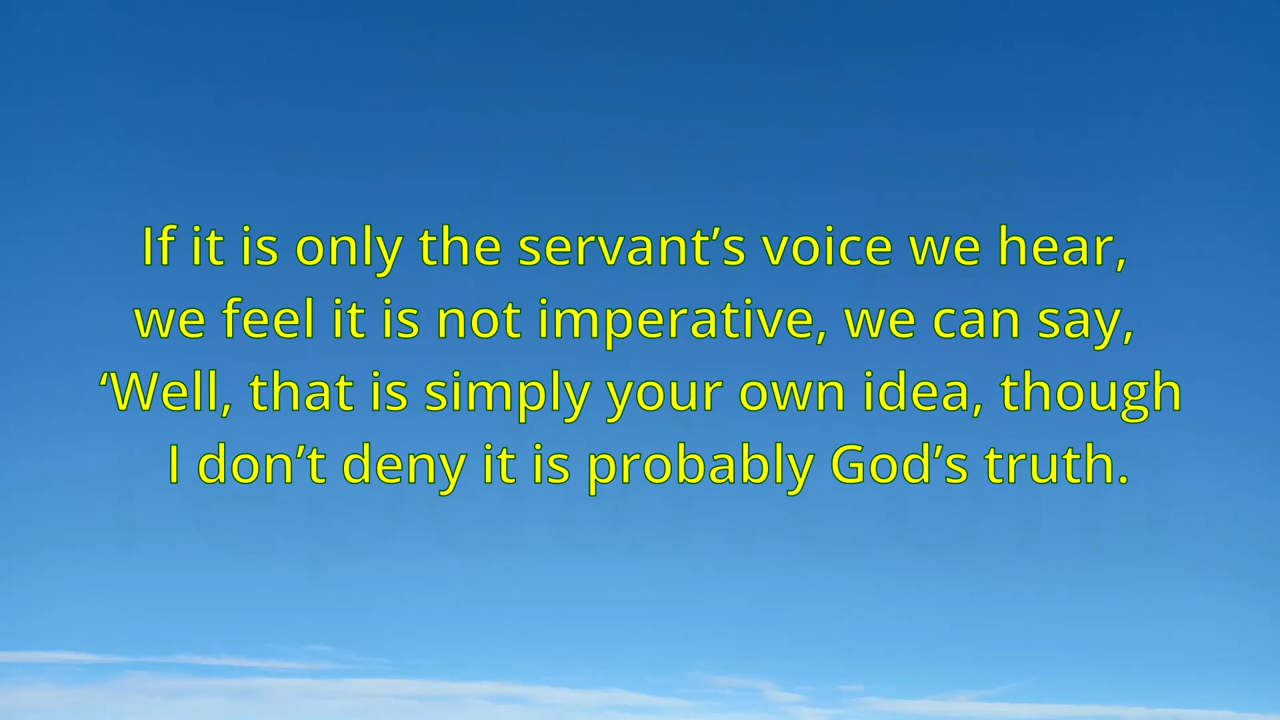 If it is only the servant’s voice we hear,
we feel it is not imperative, we can say,
‘Well, that is simply your own idea, though
I don’t deny it is probably God’s truth.